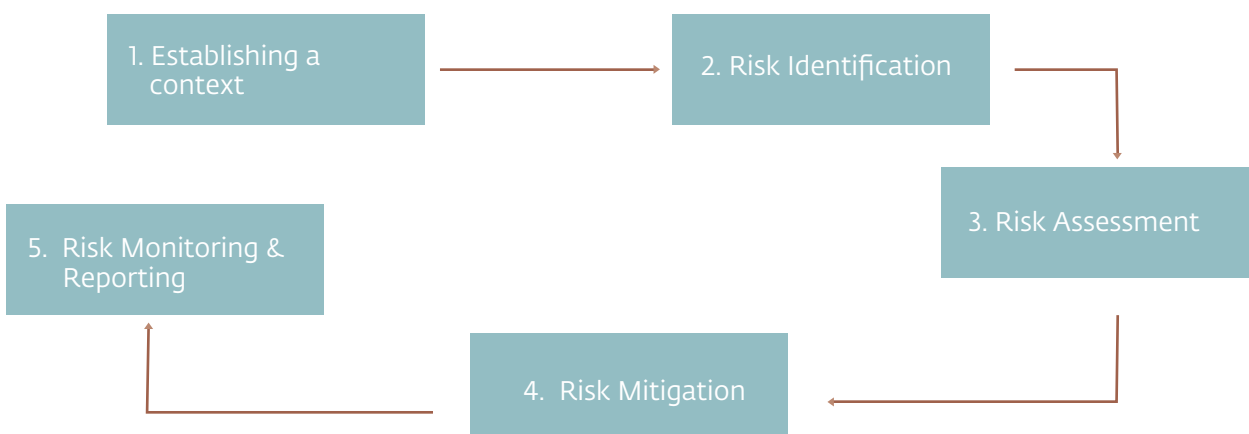 1. Establishing a
context
2. Risk Identification
3. Risk Assessment
4. Risk Mitigation
5. Risk Monitoring &
Reporting